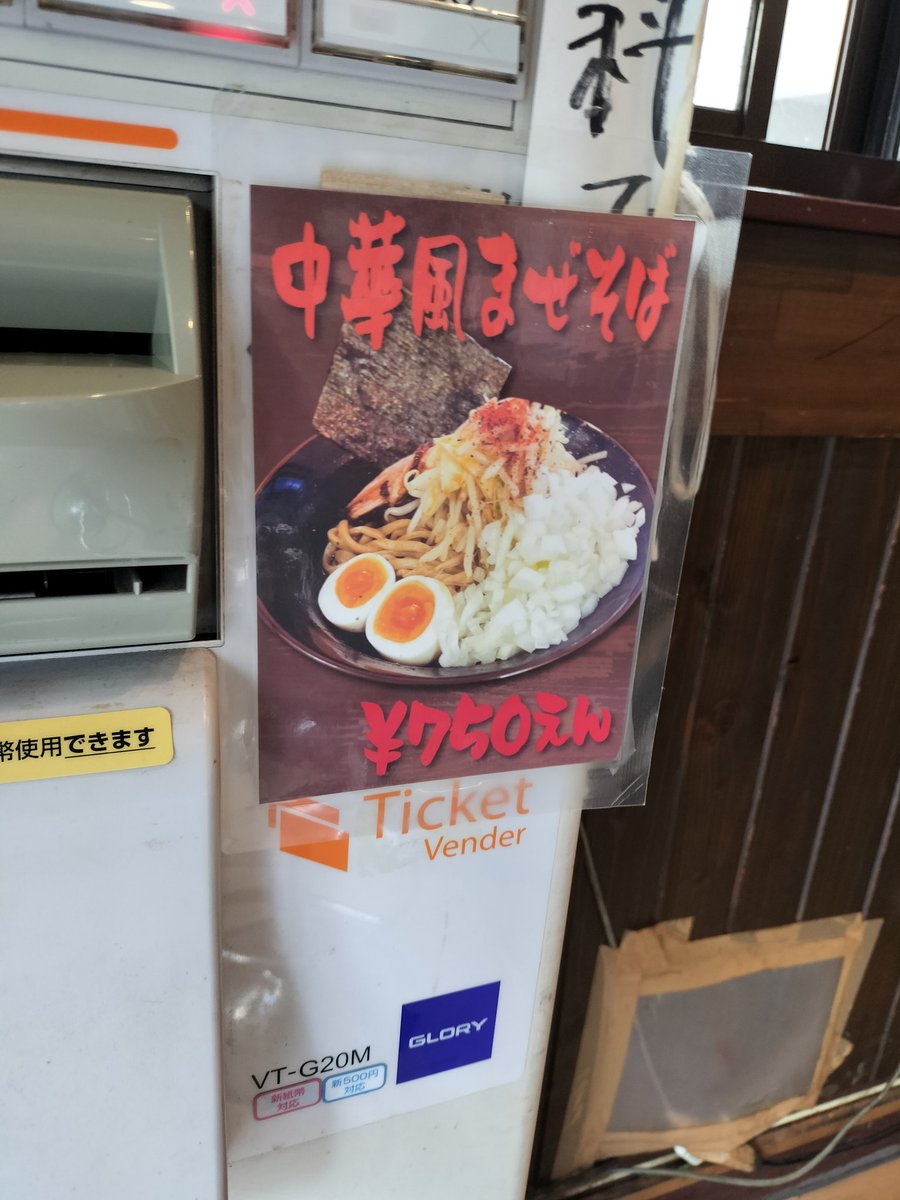 料
中華風まぜそば
¥750えん
幣使用できます
Ticket
Vender
GLORY
VT-G20M
新紙幣
対応
新500円
対応